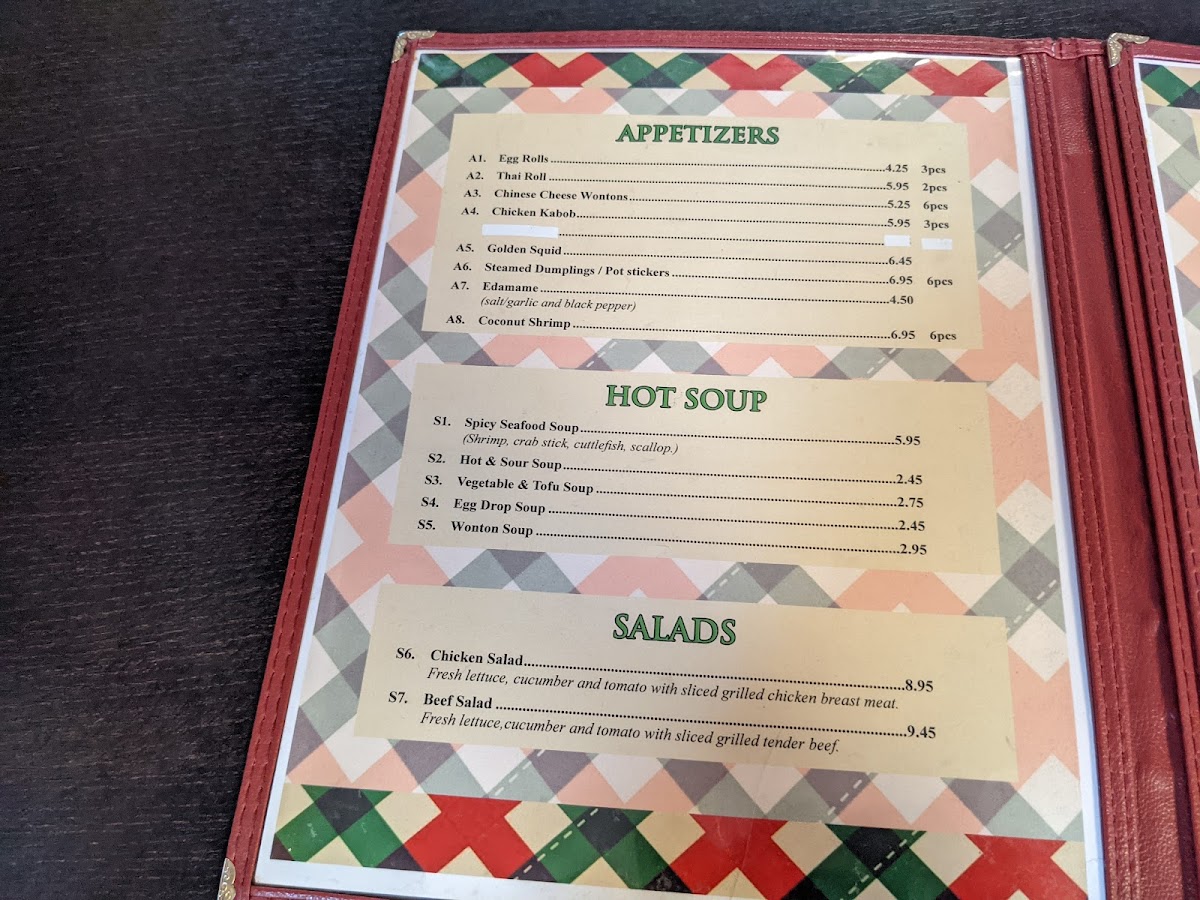 APPETIZERS
A1. Egg Rolls 4.25 3pcs
A2. Thai Roll 5.95 2pcs
A3. Chinese Cheese Wontons 5.25 6pcs
A4. Chicken Kabob 5.95 3pcs
A5. Golden Squid 6.45
A6. Steamed Dumplings / Pot stickers 6.95 6pcs
A7. Edamame 4.50
(salt/garlic and black pepper)
A8. Coconut Shrimp 6.95 6pcs
HOT SOUP
S1. Spicy Seafood Soup 5.95
(Shrimp, crab stick, cuttlefish, scallop.)
S2. Hot & Sour Soup 2.45
S3. Vegetable & Tofu Soup 2.75
S4. Egg Drop Soup 2.45
S5. Wonton Soup 2.95
SALADS
S6. Chicken Salad 8.95
Fresh lettuce, cucumber and tomato with sliced grilled chicken breast meat.
S7. Beef Salad 9.45
Fresh lettuce,cucumber and tomato with sliced grilled tender beef.